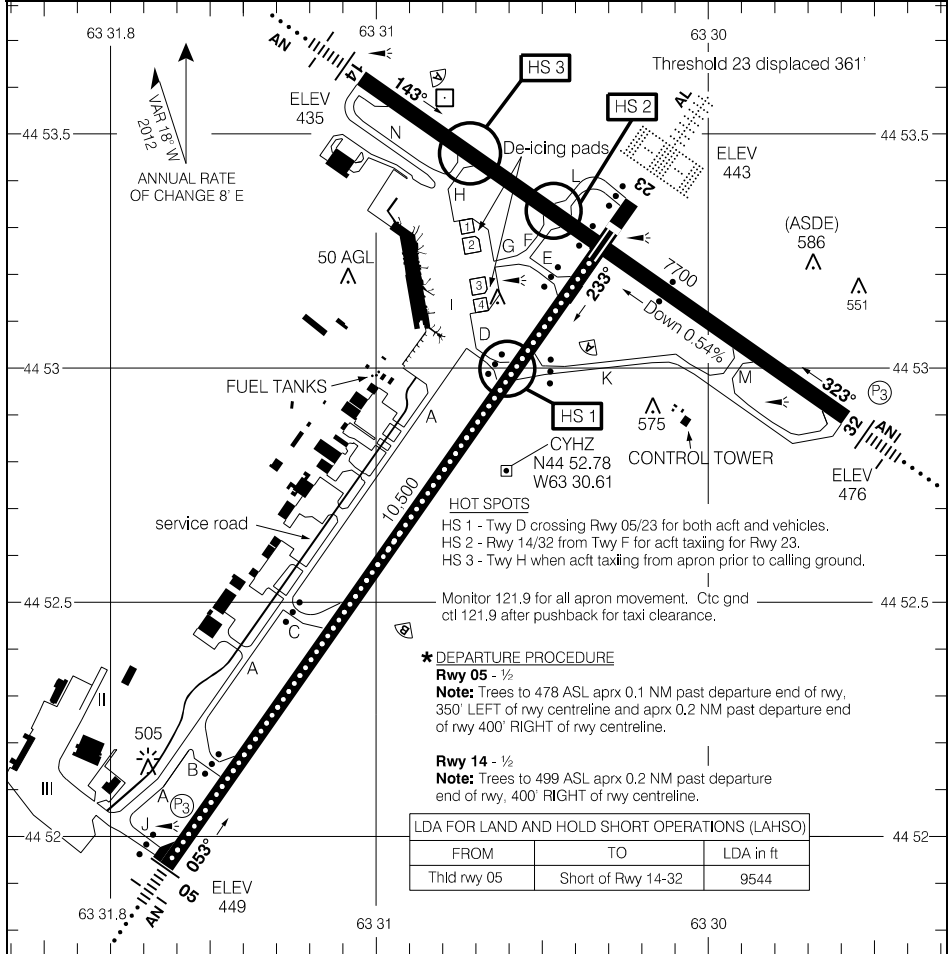 63 31.8
63 31
63 30
AN
14
HS 3
Threshold 23 displaced 361'
VAR 18° W
2012
143°
A
HS 2
AL
ELEV
435
N
44 53.5
44 53.5
De-icing pads
ELEV
443
ANNUAL RATE
OF CHANGE 8' E
H
L
23
1
2
F
G
E
(ASDE)
586
50 AGL
7700
233°
551
3
4
I
Down 0.54%
D
A
44 53
44 53
K
M
323°
P3
FUEL TANKS
A
HS 1
575
32
AN
CYHZ
N44 52.78
W63 30.61
CONTROL TOWER
ELEV
476
10,500
HOT SPOTS
HS 1 - Twy D crossing Rwy 05/23 for both acft and vehicles.
HS 2 - Rwy 14/32 from Twy F for acft taxiing for Rwy 23.
HS 3 - Twy H when acft taxiing from apron prior to calling ground.
service road
44 52.5
44 52.5
Monitor 121.9 for all apron movement. Ctc gnd
ctl 121.9 after pushback for taxi clearance.
C
B
A
* DEPARTURE PROCEDURE
Rwy 05 - ½
Note: Trees to 478 ASL aprx 0.1 NM past departure end of rwy,
350' LEFT of rwy centreline and aprx 0.2 NM past departure end
of rwy 400' RIGHT of rwy centreline.
II
505
B
Rwy 14 - ½
Note: Trees to 499 ASL aprx 0.2 NM past departure
end of rwy, 400' RIGHT of rwy centreline.
III
A
P3
J
44 52
44 52
LDA FOR LAND AND HOLD SHORT OPERATIONS (LAHSO)
FROM TO LDA in ft
Thld rwy 05 Short of Rwy 14-32 9544
053°
05
ELEV
449
AN
63 31.8
63 31
63 30